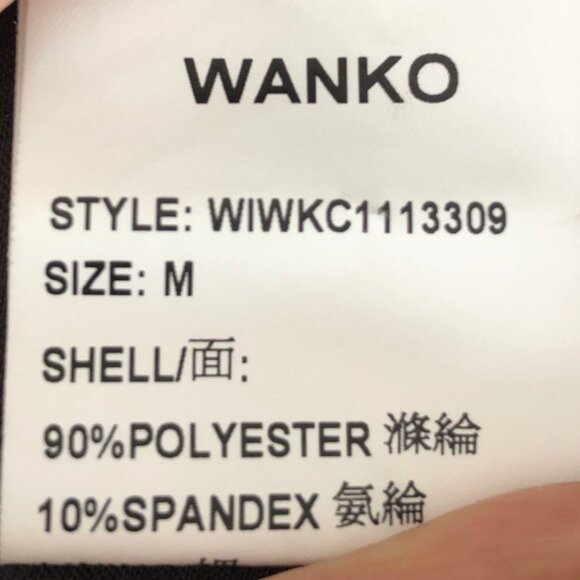 WANKO
STYLE: WIWKC1113309
SIZE: M
SHELL/面:
90%POLYESTER 滌綸
10%SPANDEX 氨綸